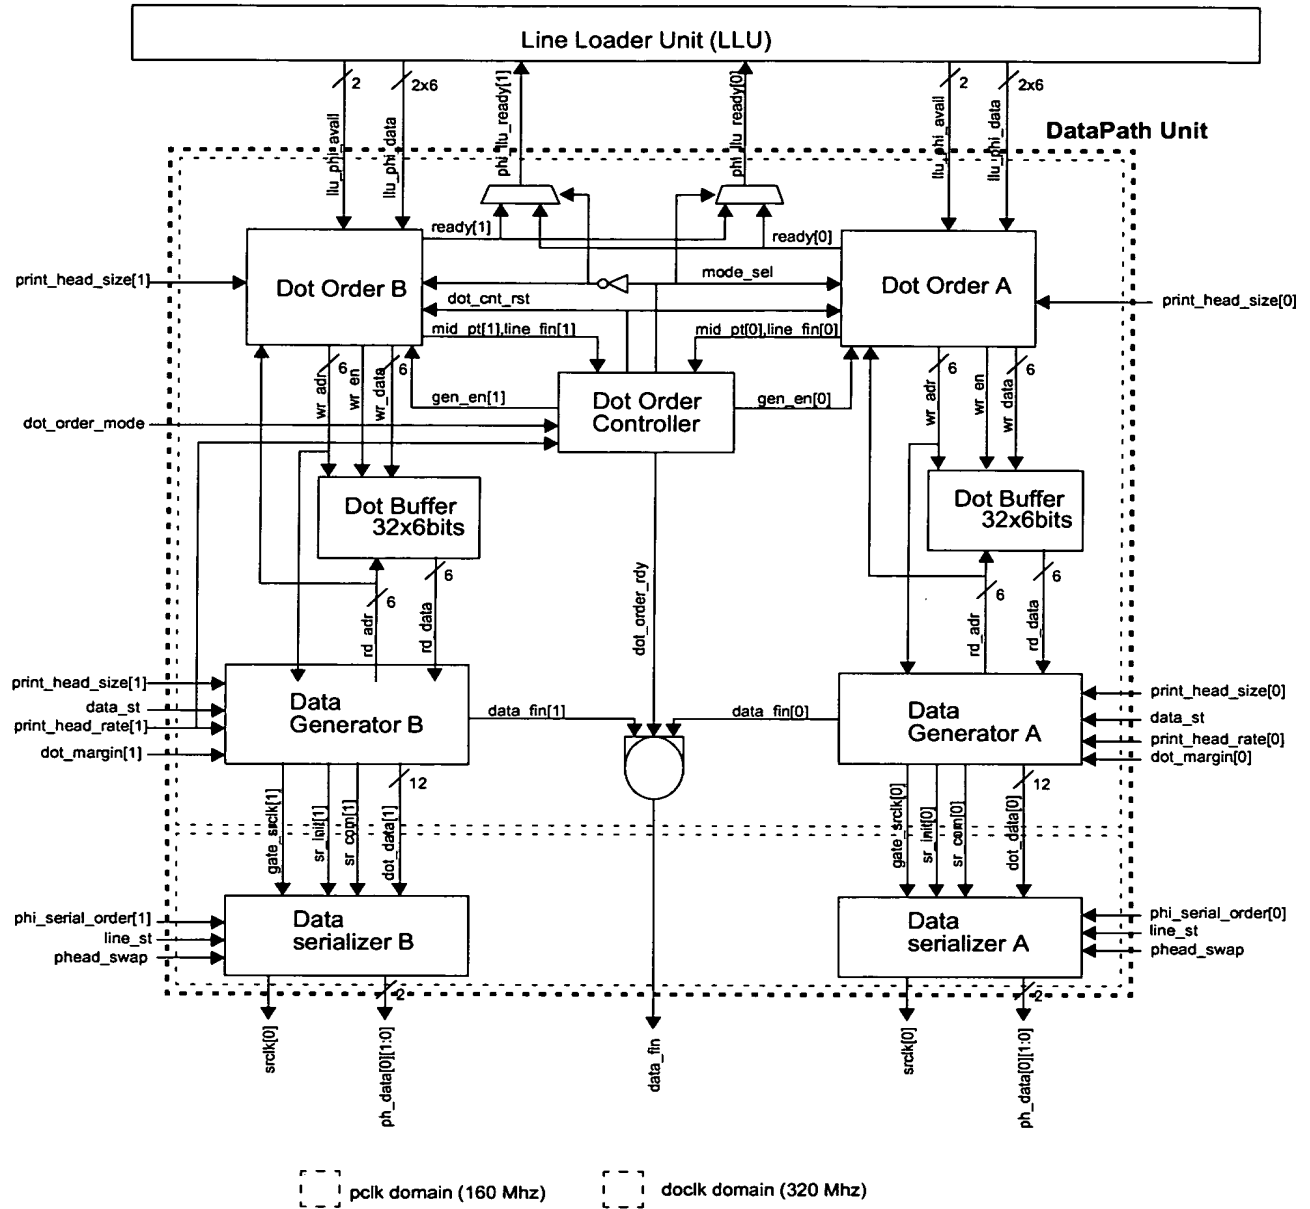 Line Loader Unit (LLU)
2
2x6
2
2x6
llu_phi_avail
llu_phi_data
phi_llu_ready[1]
phi_llu_ready[0]
llu_phi_avail
llu_phi_data
DataPath Unit
ready[1]
ready[0]
print_head_size[1]
Dot Order B
mode_sel
Dot Order A
dot_cnt_rst
print_head_size[0]
mid_pt[1],line_fin[1]
mid_pt[0],line_fin[0]
6
6
6
6
wr_adr
wr_en
wr_data
wr_adr
wr_en
wr_data
gen_en[1]
Dot Order
Controller
gen_en[0]
dot_order_mode
Dot Buffer
32x6bits
Dot Buffer
32x6bits
6
6
6
6
rd_adr
rd_data
dot_order_rdy
rd_adr
rd_data
print_head_size[1]
data_st
print_head_rate[1]
dot_margin[1]
Data
Generator B
data_fin[1]
data_fin[0]
Data
Generator A
print_head_size[0]
data_st
print_head_rate[0]
dot_margin[0]
12
12
gate_srclk[1]
sr_init[1]
sr_com[1]
dot_data[1]
gate_srclk[0]
sr_init[0]
sr_com[0]
dot_data[0]
phi_serial_order[1]
line_st
phead_swap
Data
serializer B
Data
serializer A
phi_serial_order[0]
line_st
phead_swap
2
2
srclk[0]
ph_data[0][1:0]
data_fin
srclk[0]
ph_data[0][1:0]
pclk domain (160 Mhz)
doclk domain (320 Mhz)